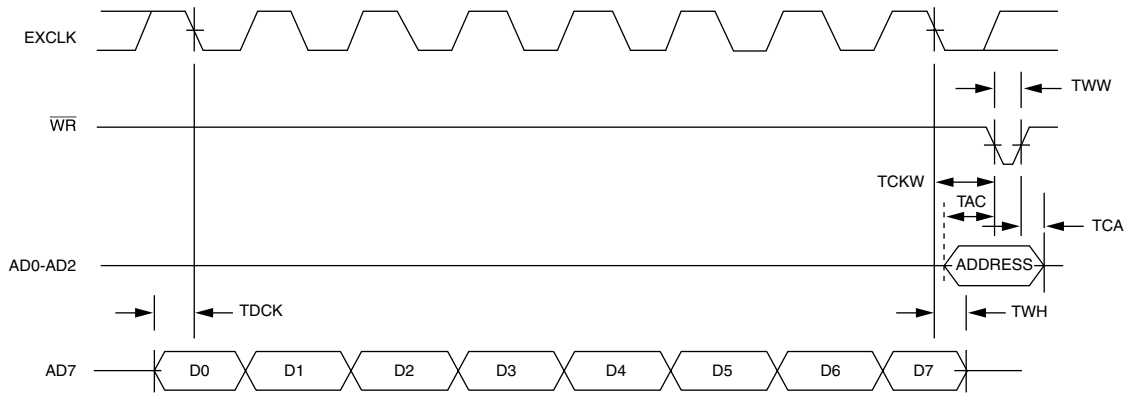 EXCLK
TWW
WR
TCKW
TAC
TCA
AD0-AD2
ADDRESS
TDCK
TWH
AD7 D0 D1 D2 D3 D4 D5 D6 D7